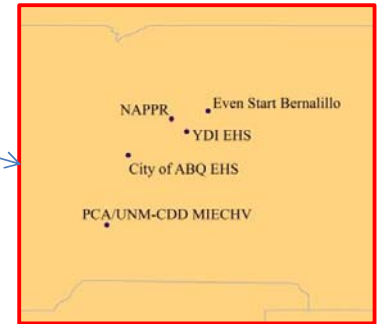 Even Start Bernalillo
NAPPR
YDI EHS
City of ABQ EHS
PCA/UNM-CDD MIECHV